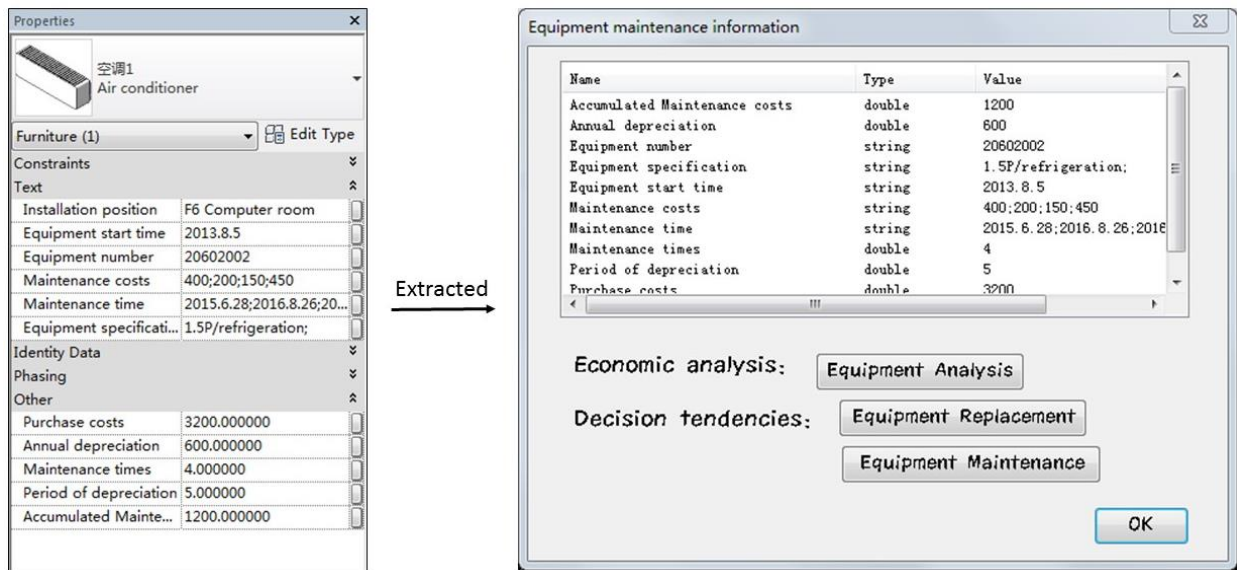 Properties
空调1
Air conditioner
Furniture (1)
Edit Type
Constraints
Text
Installation position F6 Computer room
Equipment start time 2013.8.5
Equipment number 20602002
Maintenance costs 400;200;150;450
Maintenance time 2015.6.28;2016.8.26;20...
Equipment specificati... 1.5P/refrigeration;
Identity Data
Phasing
Other
Purchase costs 3200.000000
Annual depreciation 600.000000
Maintenance times 4.000000
Period of depreciation 5.000000
Accumulated Mainte... 1200.000000
Extracted
Equipment maintenance information
Name Type Value
Accumulated Maintenance costs double 1200
Annual depreciation double 600
Equipment number string 20602002
Equipment specification string 1.5P/refrigeration;
Equipment start time string 2013.8.5
Maintenance costs string 400;200;150;450
Maintenance time string 2015.6.28;2016.8.26;2016
Maintenance times double 4
Period of depreciation double 5
Purchase costs double 3200
Economic analysis: Equipment Analysis
Decision tendencies: Equipment Replacement
Equipment Maintenance
OK